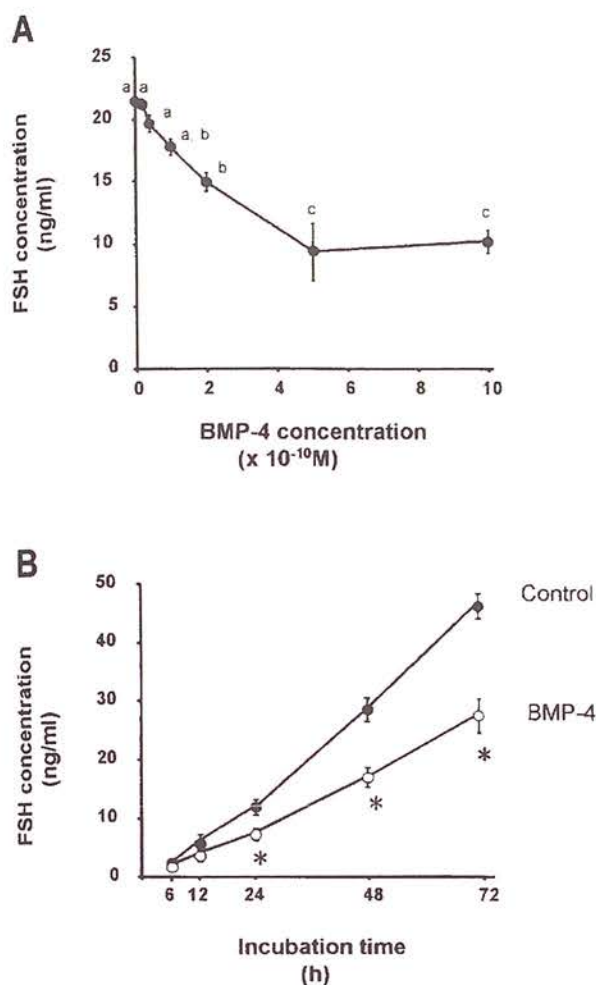 A
25
20
15
10
5
0
FSH concentration
(ng/ml)
a a
a
a, b
b
c
c
0 2 4 6 8 10
BMP-4 concentration
(x 10⁻¹⁰M)
B
50
40
30
20
10
0
FSH concentration
(ng/ml)
Control
BMP-4
*
*
*
6 12 24 48 72
Incubation time
(h)